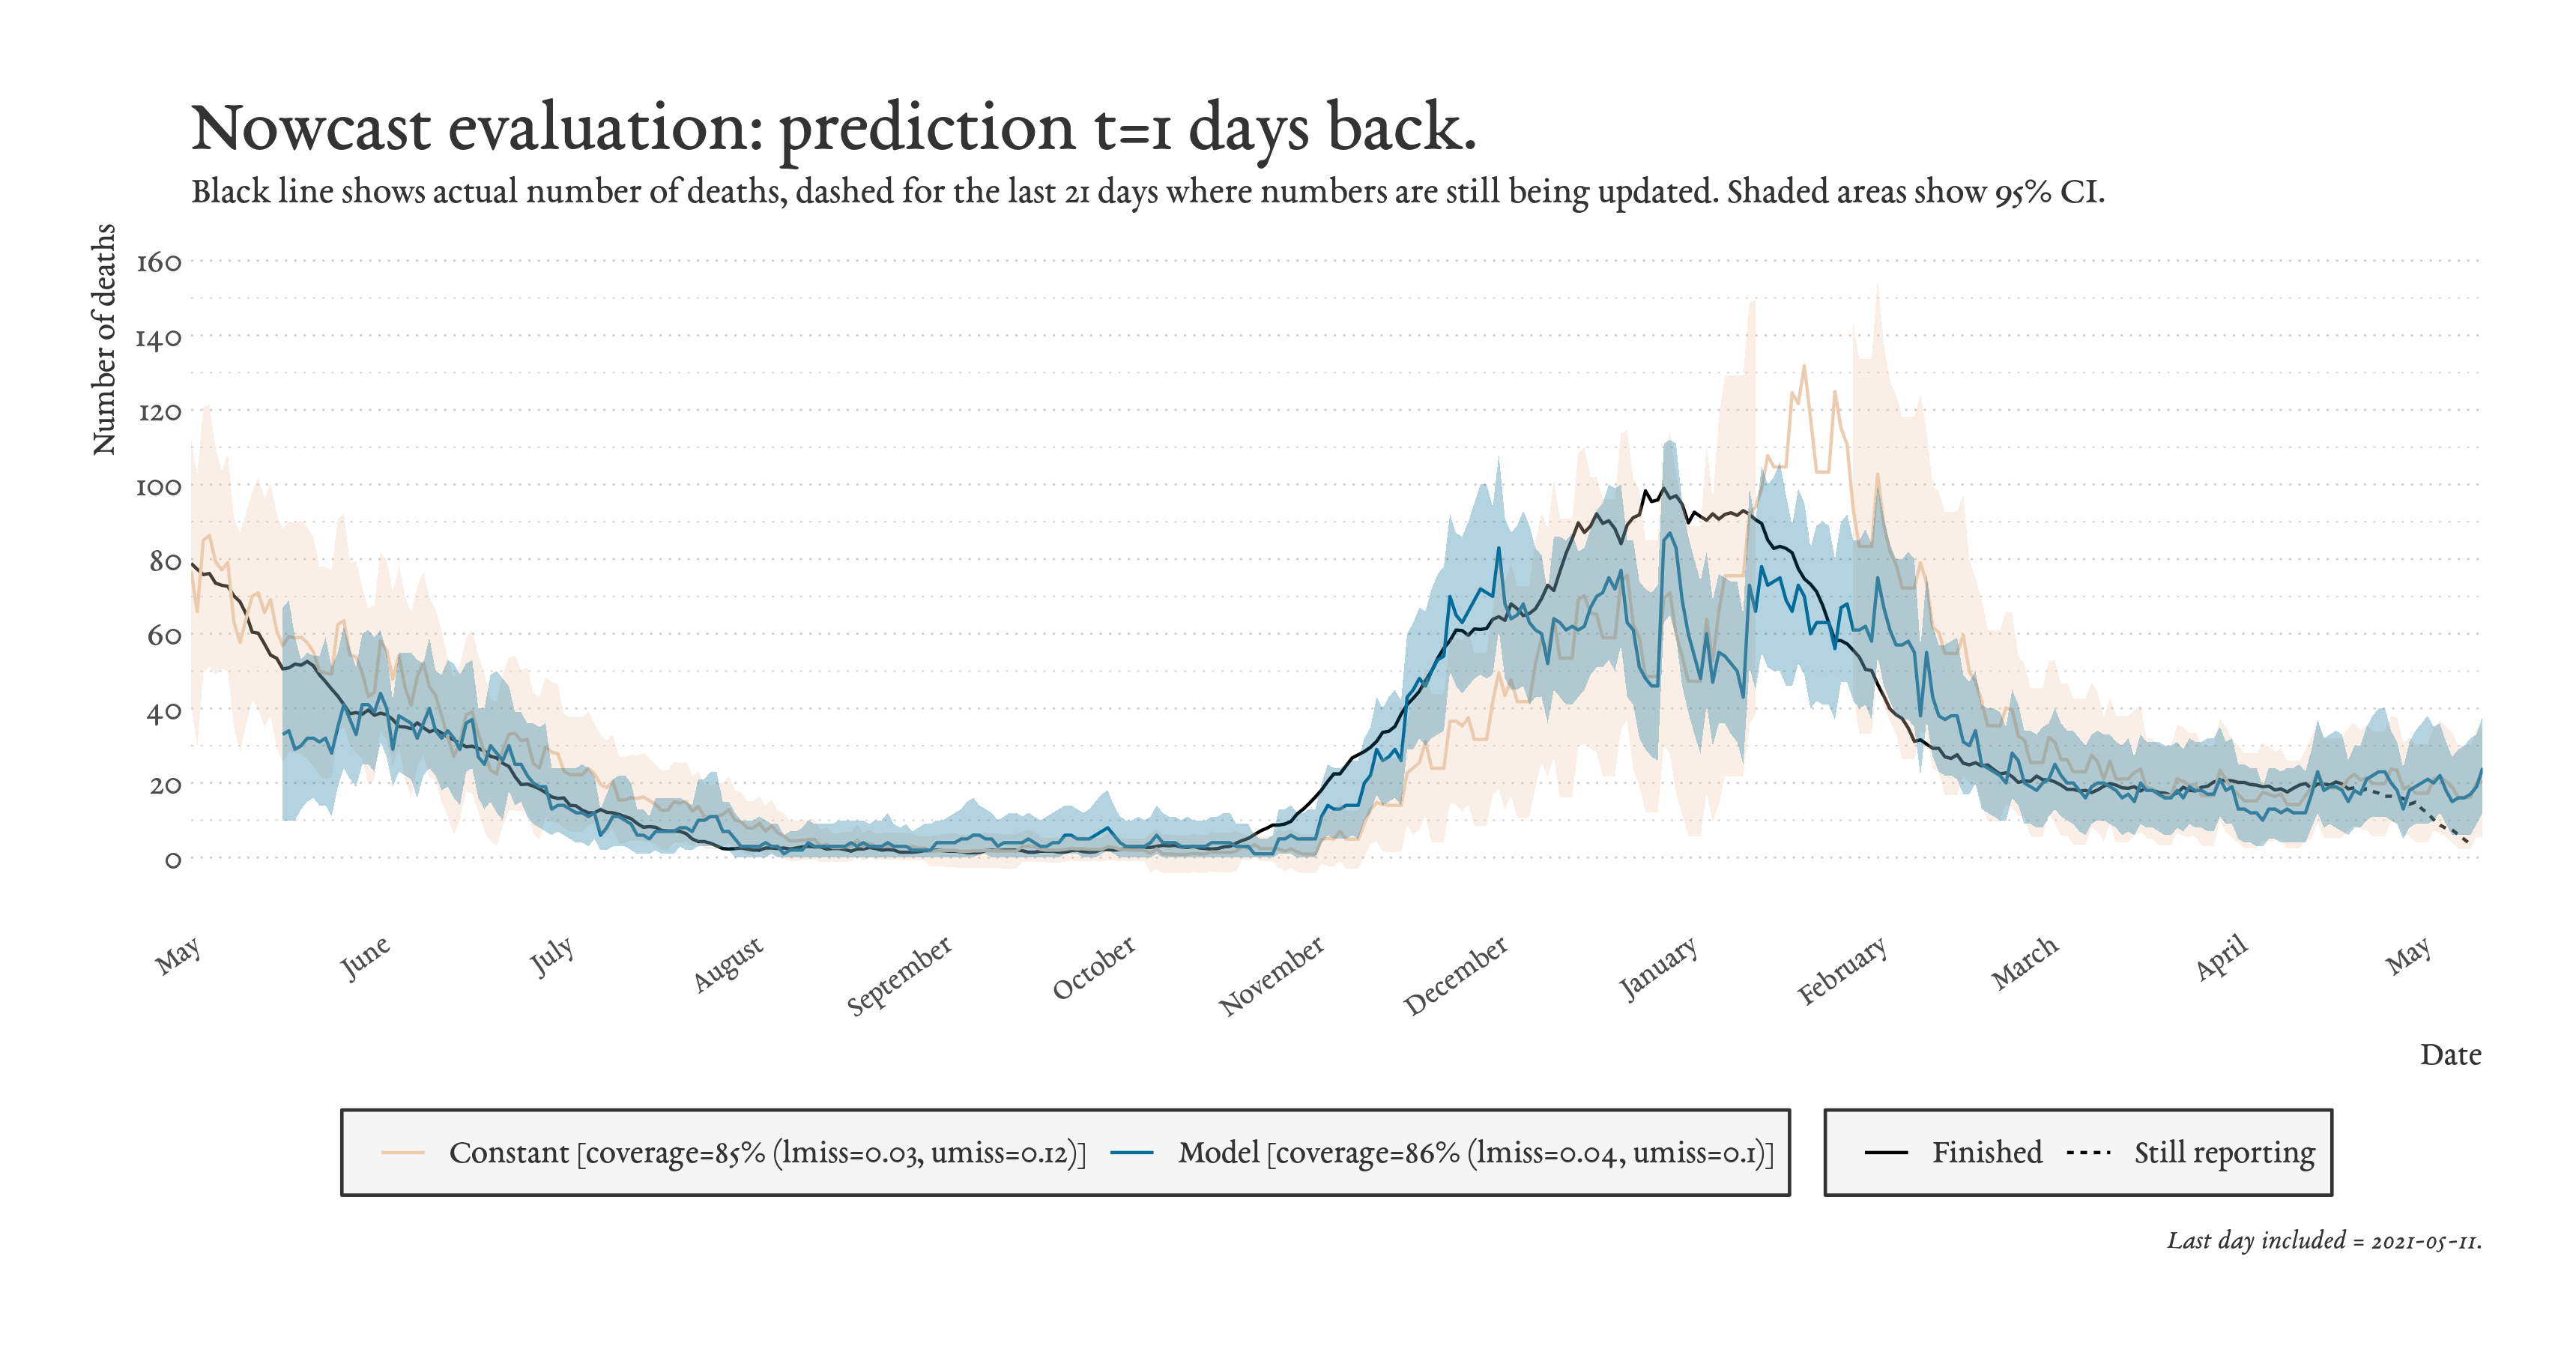 Nowcast evaluation: prediction t=1 days back.
Black line shows actual number of deaths, dashed for the last 21 days where numbers are still being updated. Shaded areas show 95% CI.
Number of deaths
160
140
120
100
80
60
40
20
0
May
June
July
August
September
October
November
December
January
February
March
April
May
Date
Constant [coverage=85% (lmiss=0.03, umiss=0.12)]
Model [coverage=86% (lmiss=0.04, umiss=0.1)]
Finished
Still reporting
Last day included = 2021-05-11.